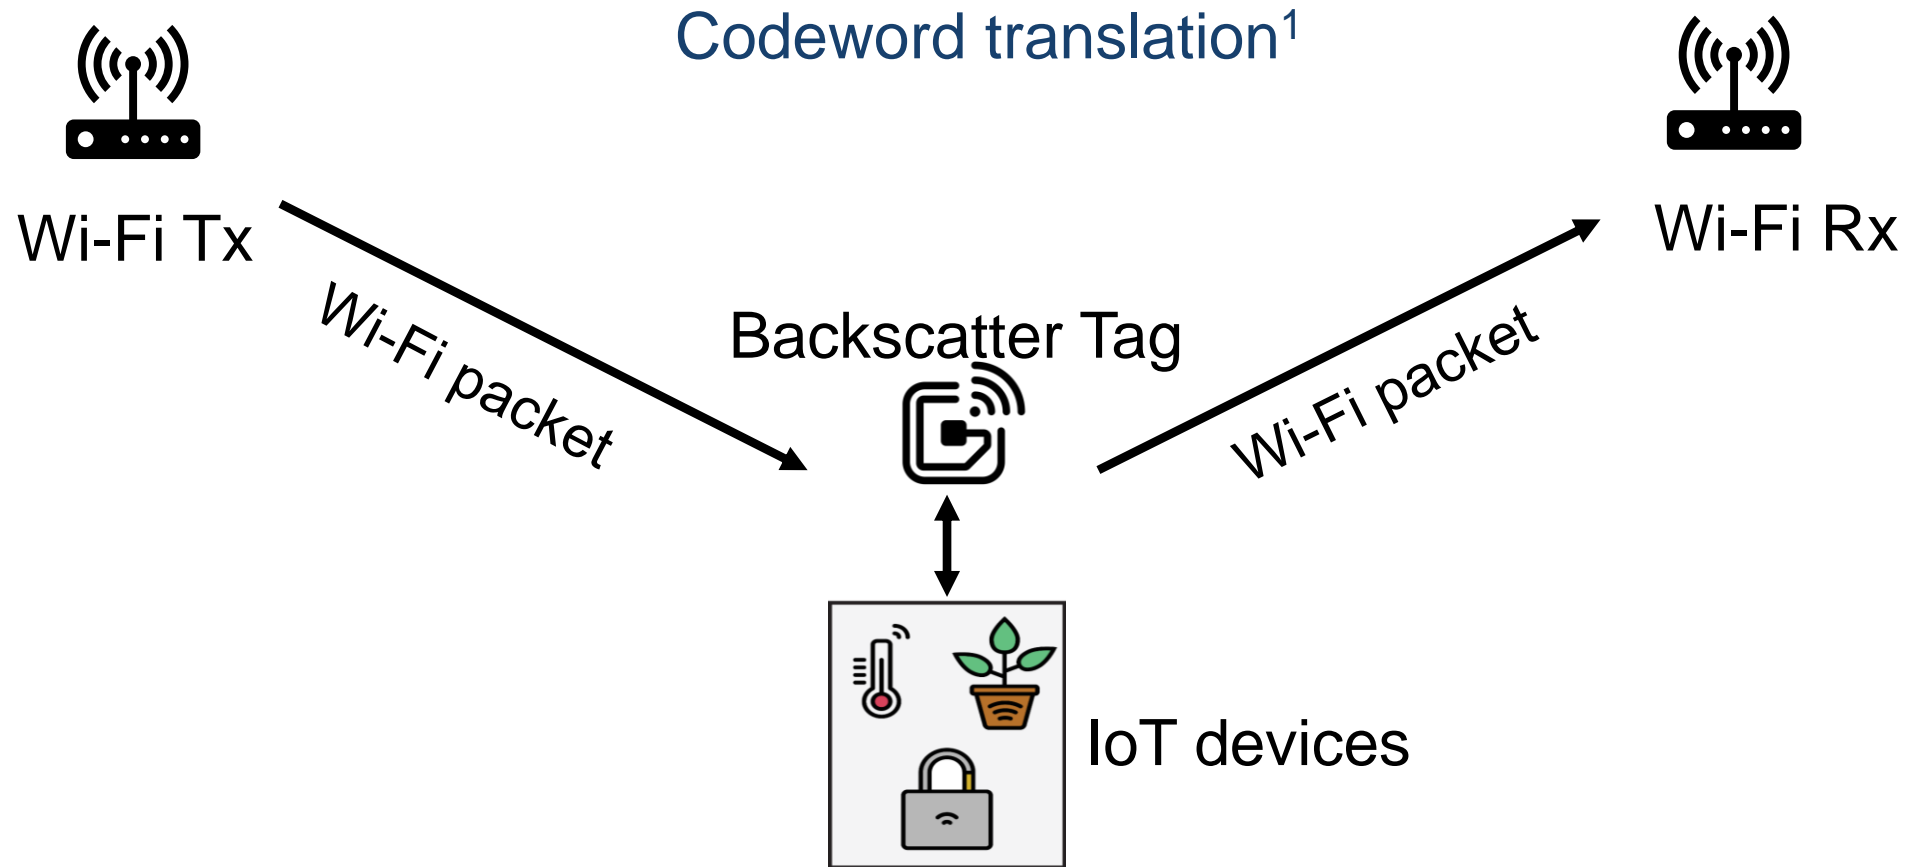 Codeword translation¹
Wi-Fi Tx
Wi-Fi Rx
Wi-Fi packet
Backscatter Tag
Wi-Fi packet
IoT devices